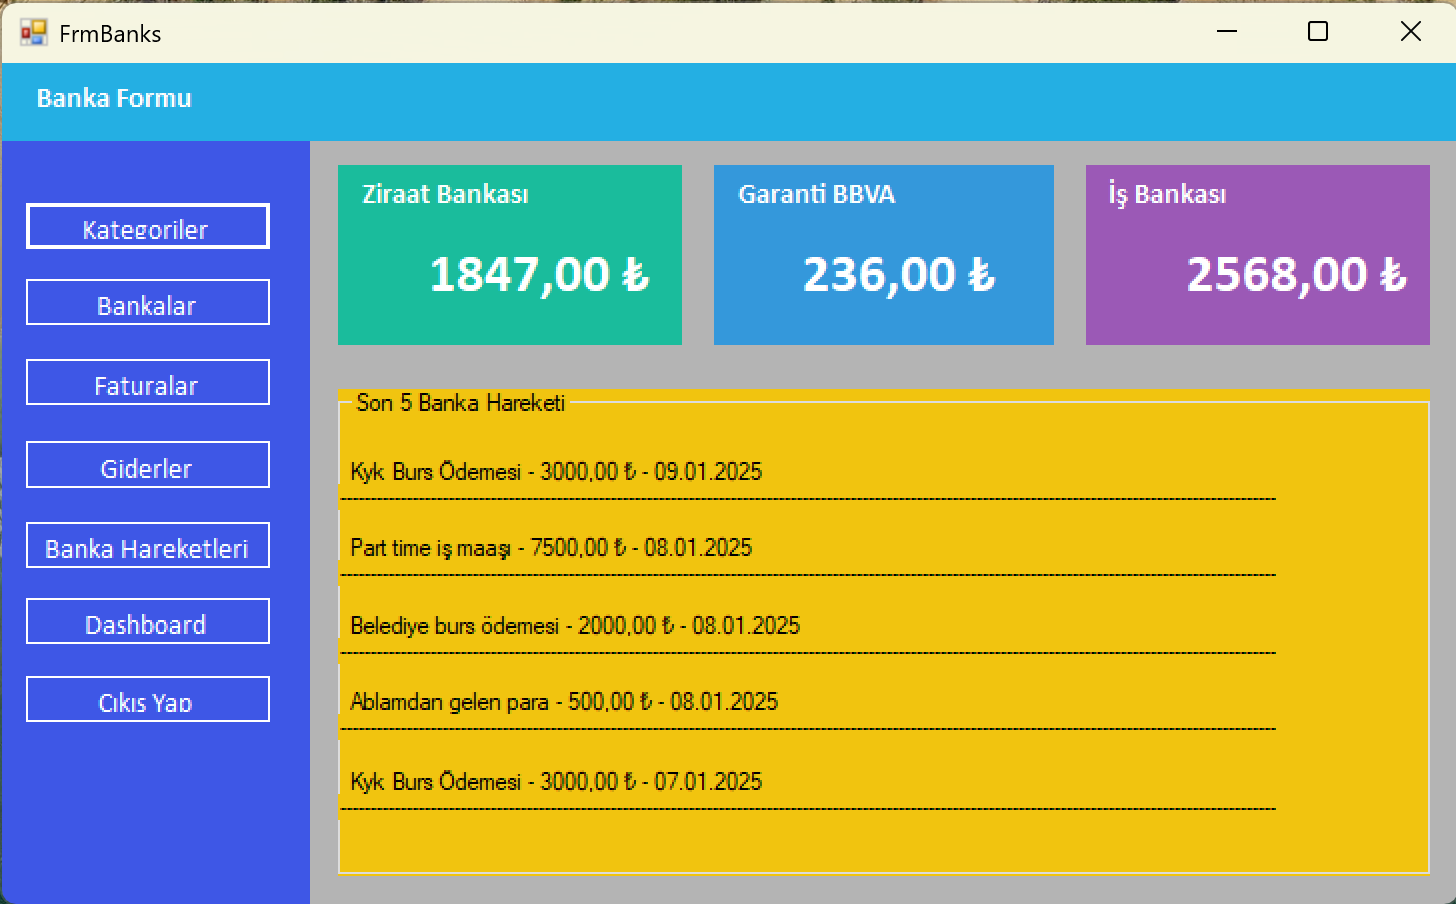 FrmBanks
Banka Formu
Kategoriler
Bankalar
Faturalar
Giderler
Banka Hareketleri
Dashboard
Çıkış Yap
Ziraat Bankası
1847,00 ₺
Garanti BBVA
236,00 ₺
İş Bankası
2568,00 ₺
Son 5 Banka Hareketi
Kyk Burs Ödemesi - 3000,00 ₺ - 09.01.2025
Part time iş maaşı - 7500,00 ₺ - 08.01.2025
Belediye burs ödemesi - 2000,00 ₺ - 08.01.2025
Ablamdan gelen para - 500,00 ₺ - 08.01.2025
Kyk Burs Ödemesi - 3000,00 ₺ - 07.01.2025